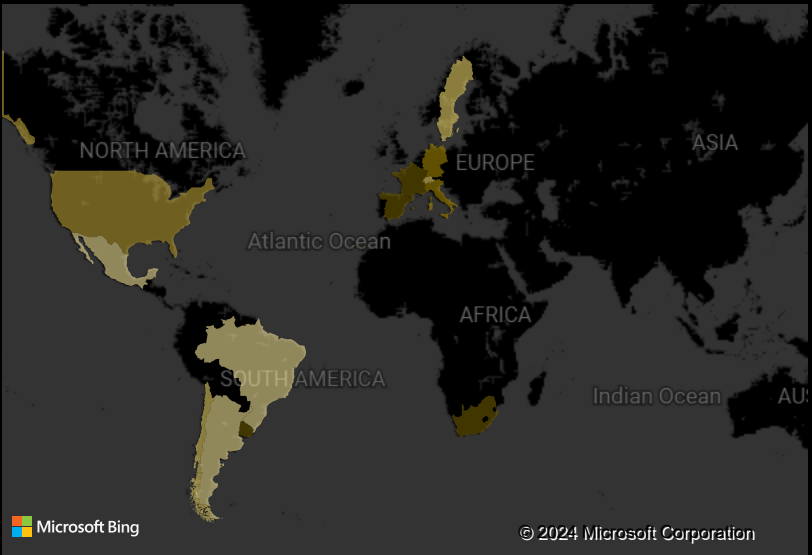 NORTH AMERICA
EUROPE
ASIA
Atlantic Ocean
AFRICA
SOUTH AMERICA
Indian Ocean
AUS
Microsoft Bing
© 2024 Microsoft Corporation